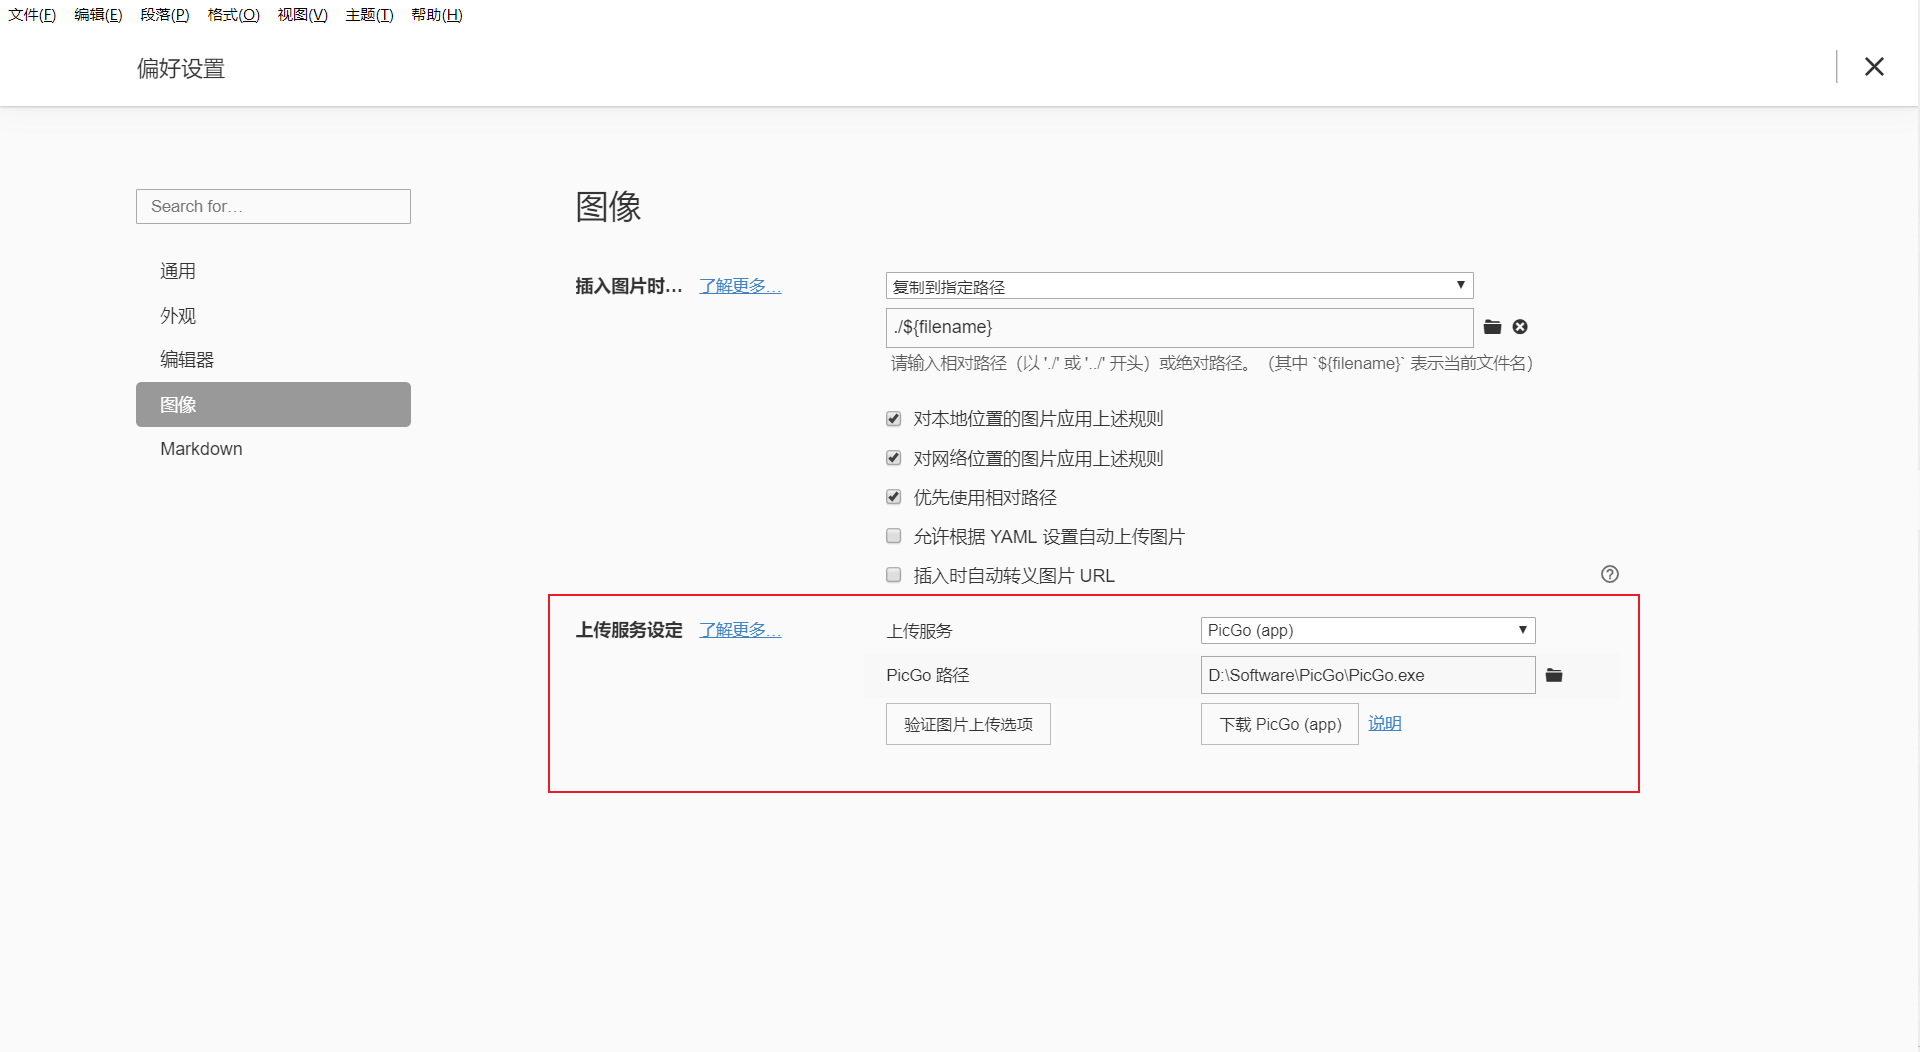 文件(F) 编辑(E) 段落(P) 格式(O) 视图(V) 主题(T) 帮助(H)
偏好设置
Search for…
通用
外观
编辑器
图像
Markdown
图像
插入图片时... 了解更多… 复制到指定路径
./${filename}
请输入相对路径（以 './' 或 '../' 开头）或绝对路径。（其中 `${filename}` 表示当前文件名）
对本地位置的图片应用上述规则
对网络位置的图片应用上述规则
优先使用相对路径
允许根据 YAML 设置自动上传图片
插入时自动转义图片 URL
上传服务设定 了解更多… 上传服务 PicGo (app)
PicGo 路径 D:\Software\PicGo\PicGo.exe
验证图片上传选项 下载 PicGo (app) 说明